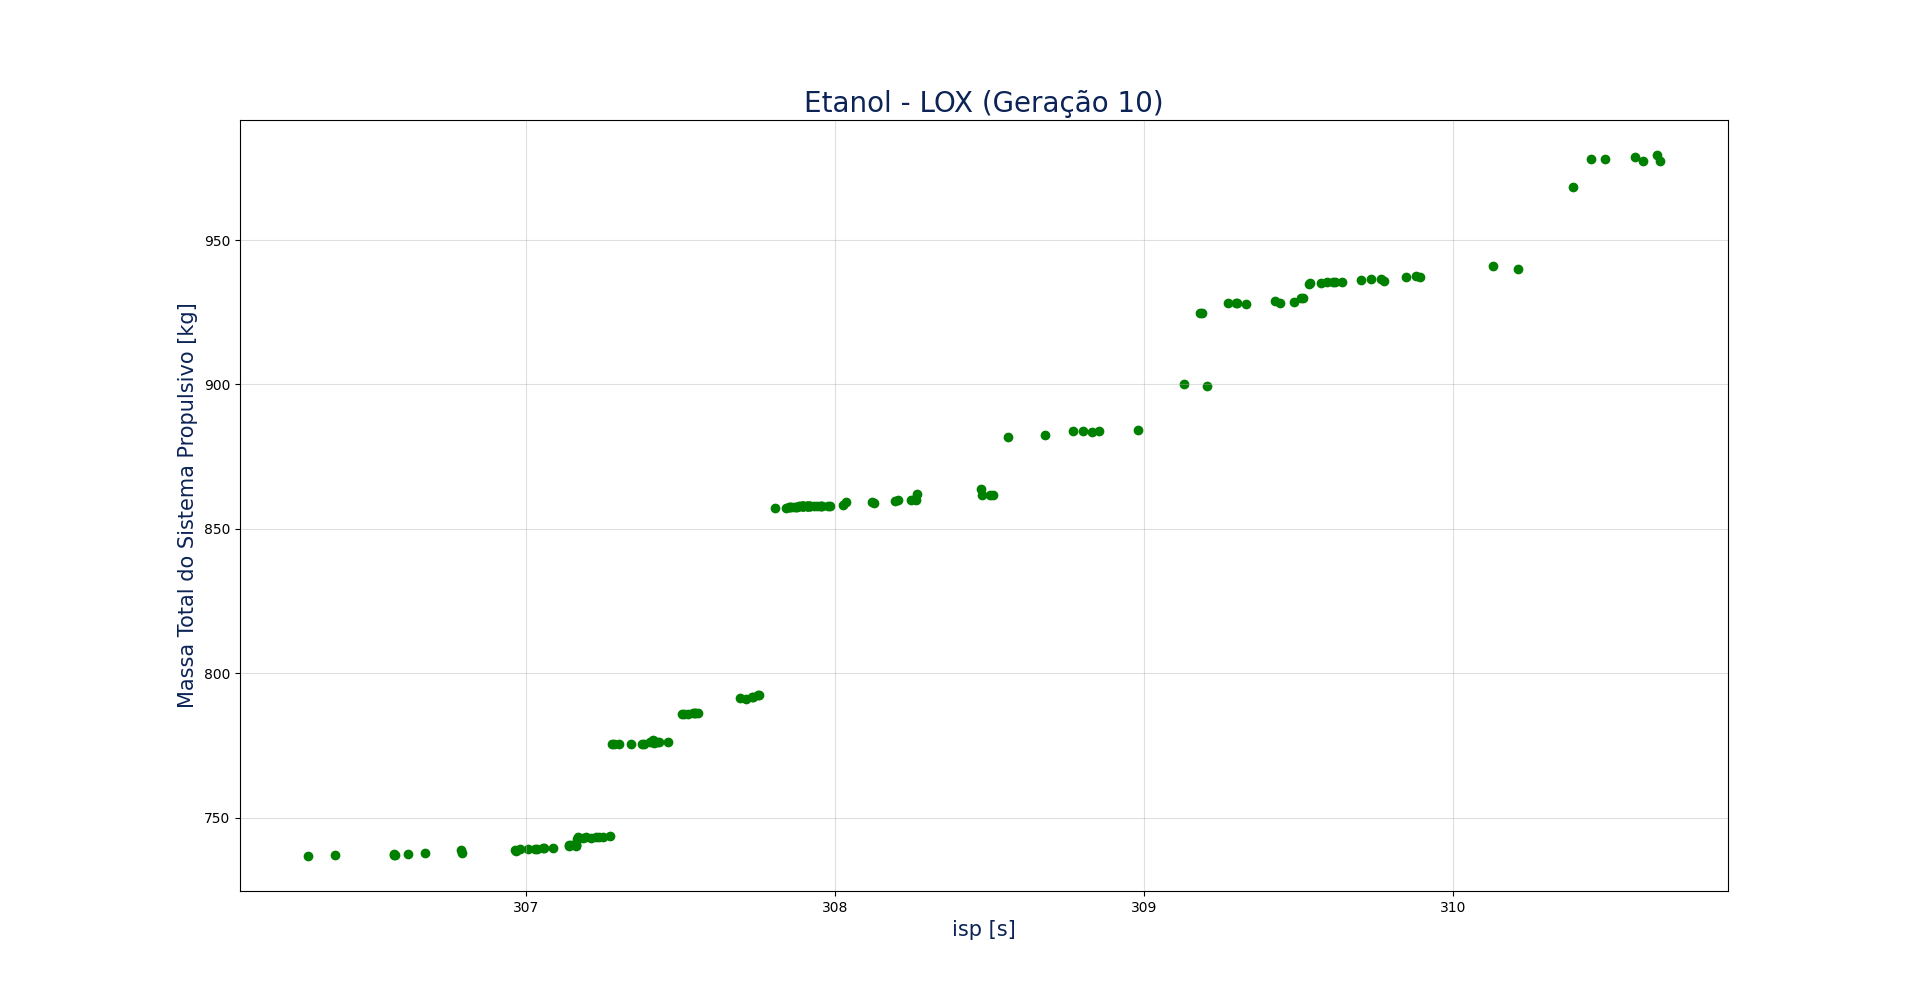 Etanol - LOX (Geração 10)
Massa Total do Sistema Propulsivo [kg]
950
900
850
800
750
307 308 309 310
isp [s]